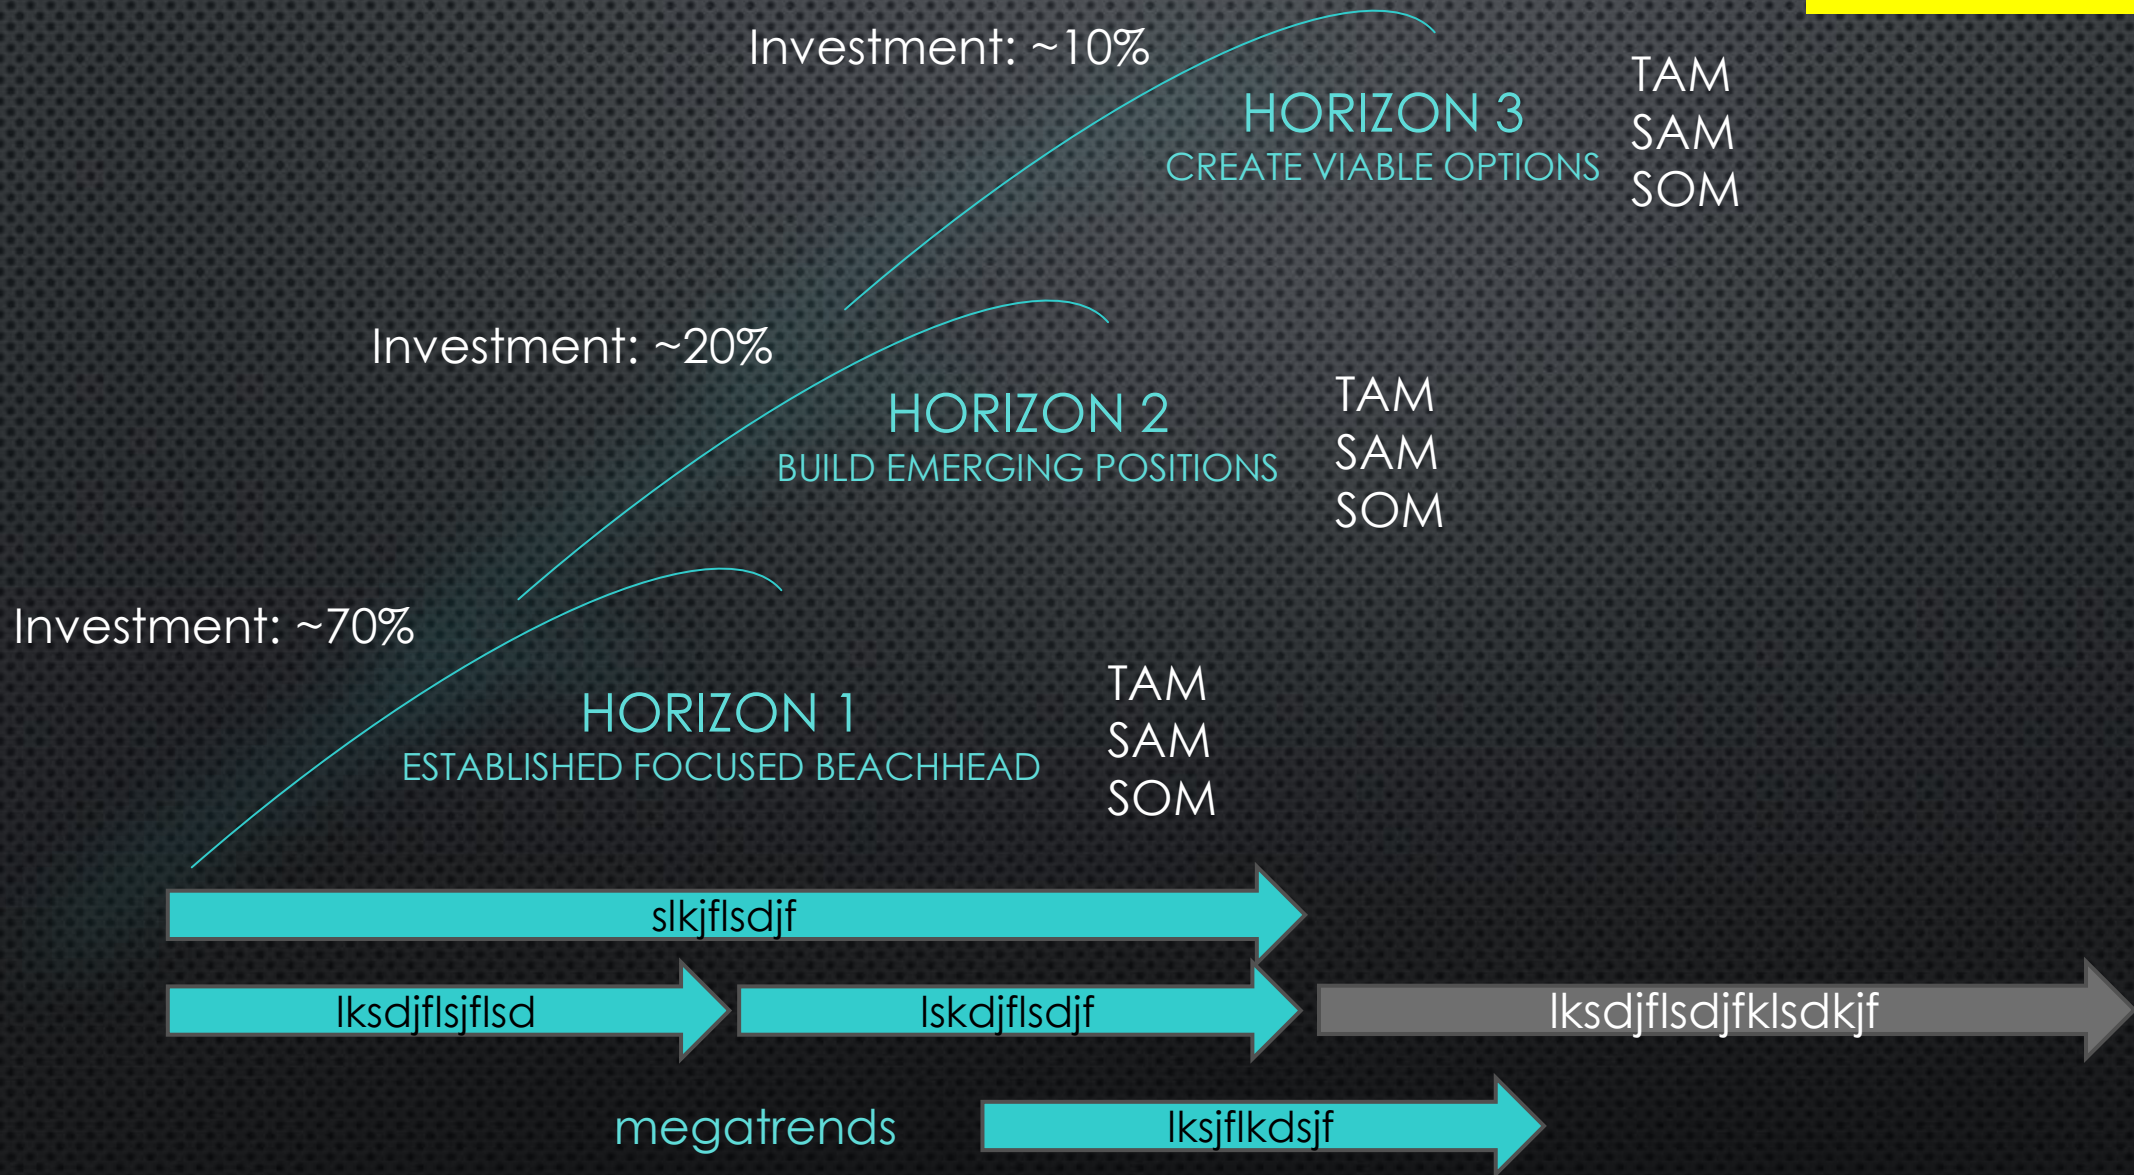 Investment: ~10%
HORIZON 3
CREATE VIABLE OPTIONS
TAM
SAM
SOM
Investment: ~20%
HORIZON 2
BUILD EMERGING POSITIONS
TAM
SAM
SOM
Investment: ~70%
HORIZON 1
ESTABLISHED FOCUSED BEACHHEAD
TAM
SAM
SOM
slkjflsdjf
lksdjflsjflsd
lskdjflsdjf
lksdjflsdjfklsdkjf
megatrends
lksjflkdsjf